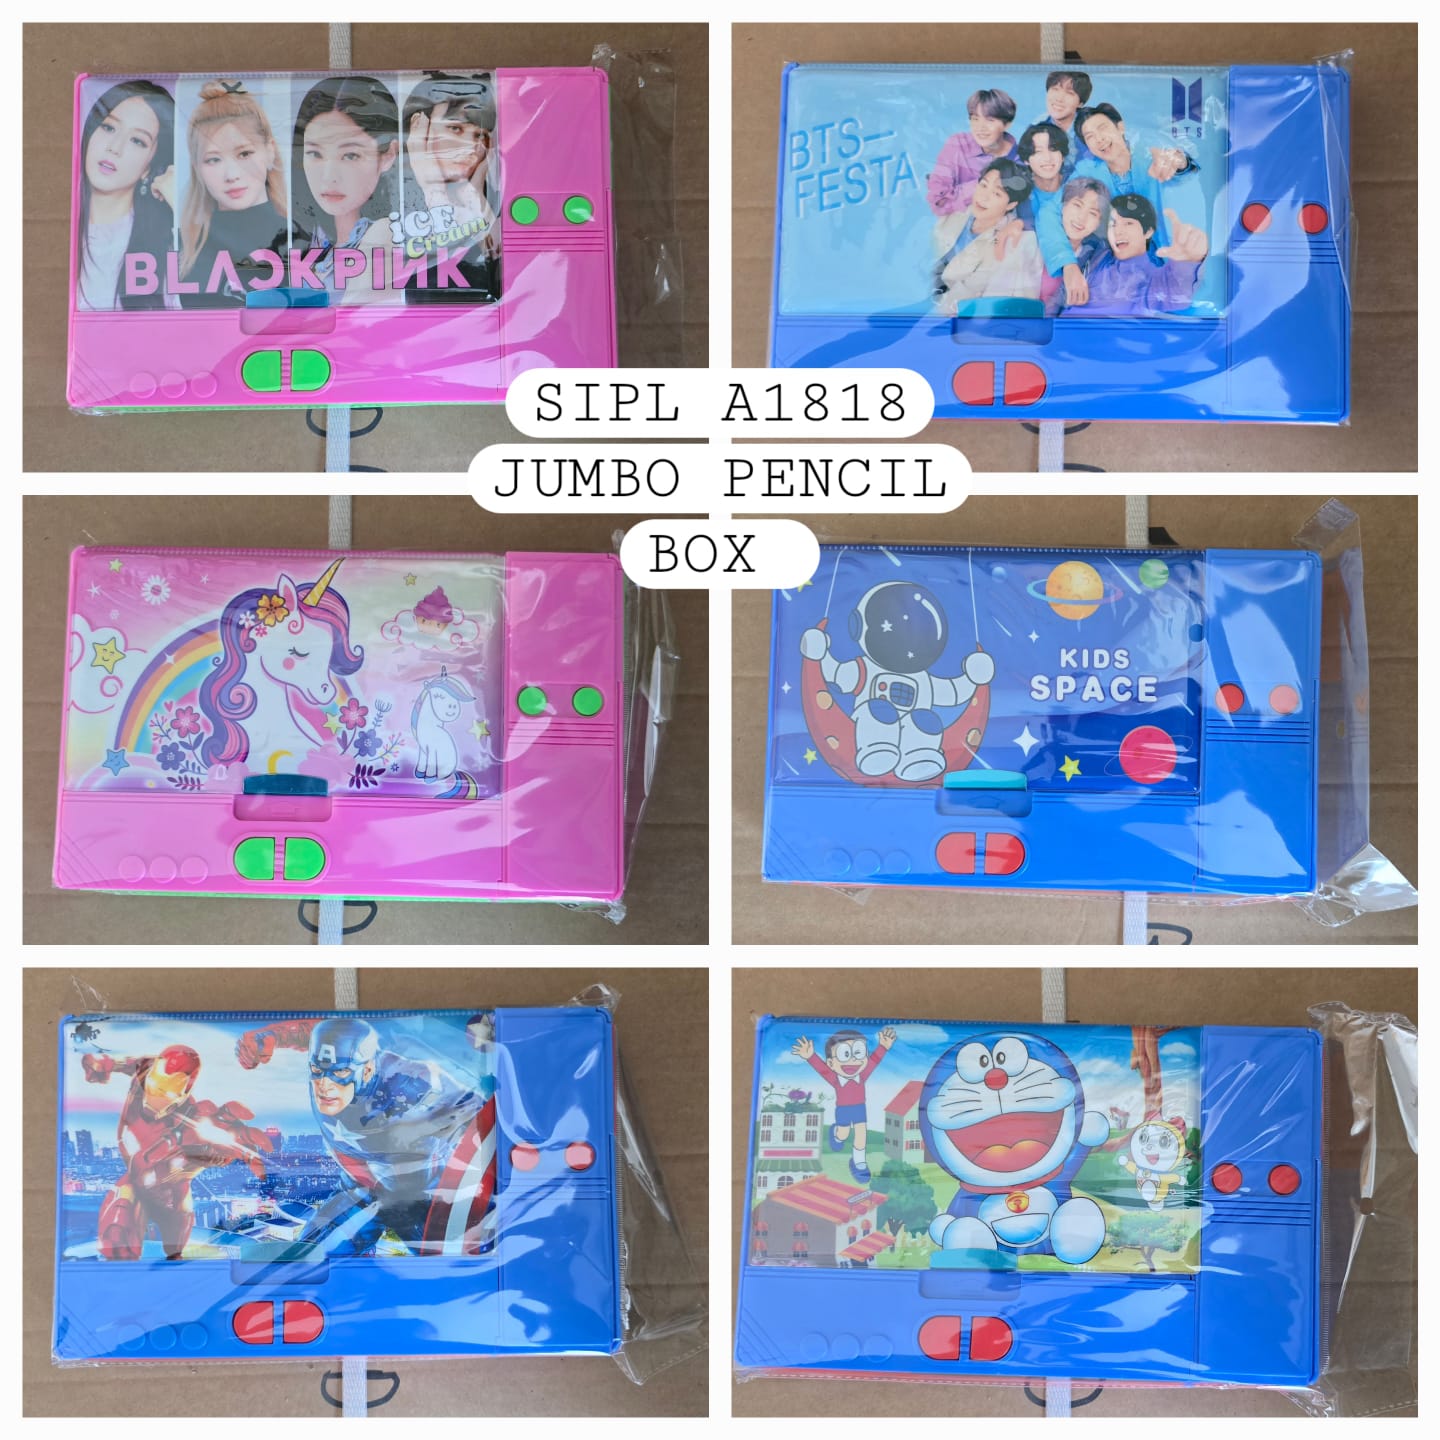 BLACKPINK
iCE
Cream
BTS—
FESTA
BTS
SIPL A1818
JUMBO PENCIL
BOX
KIDS
SPACE
A